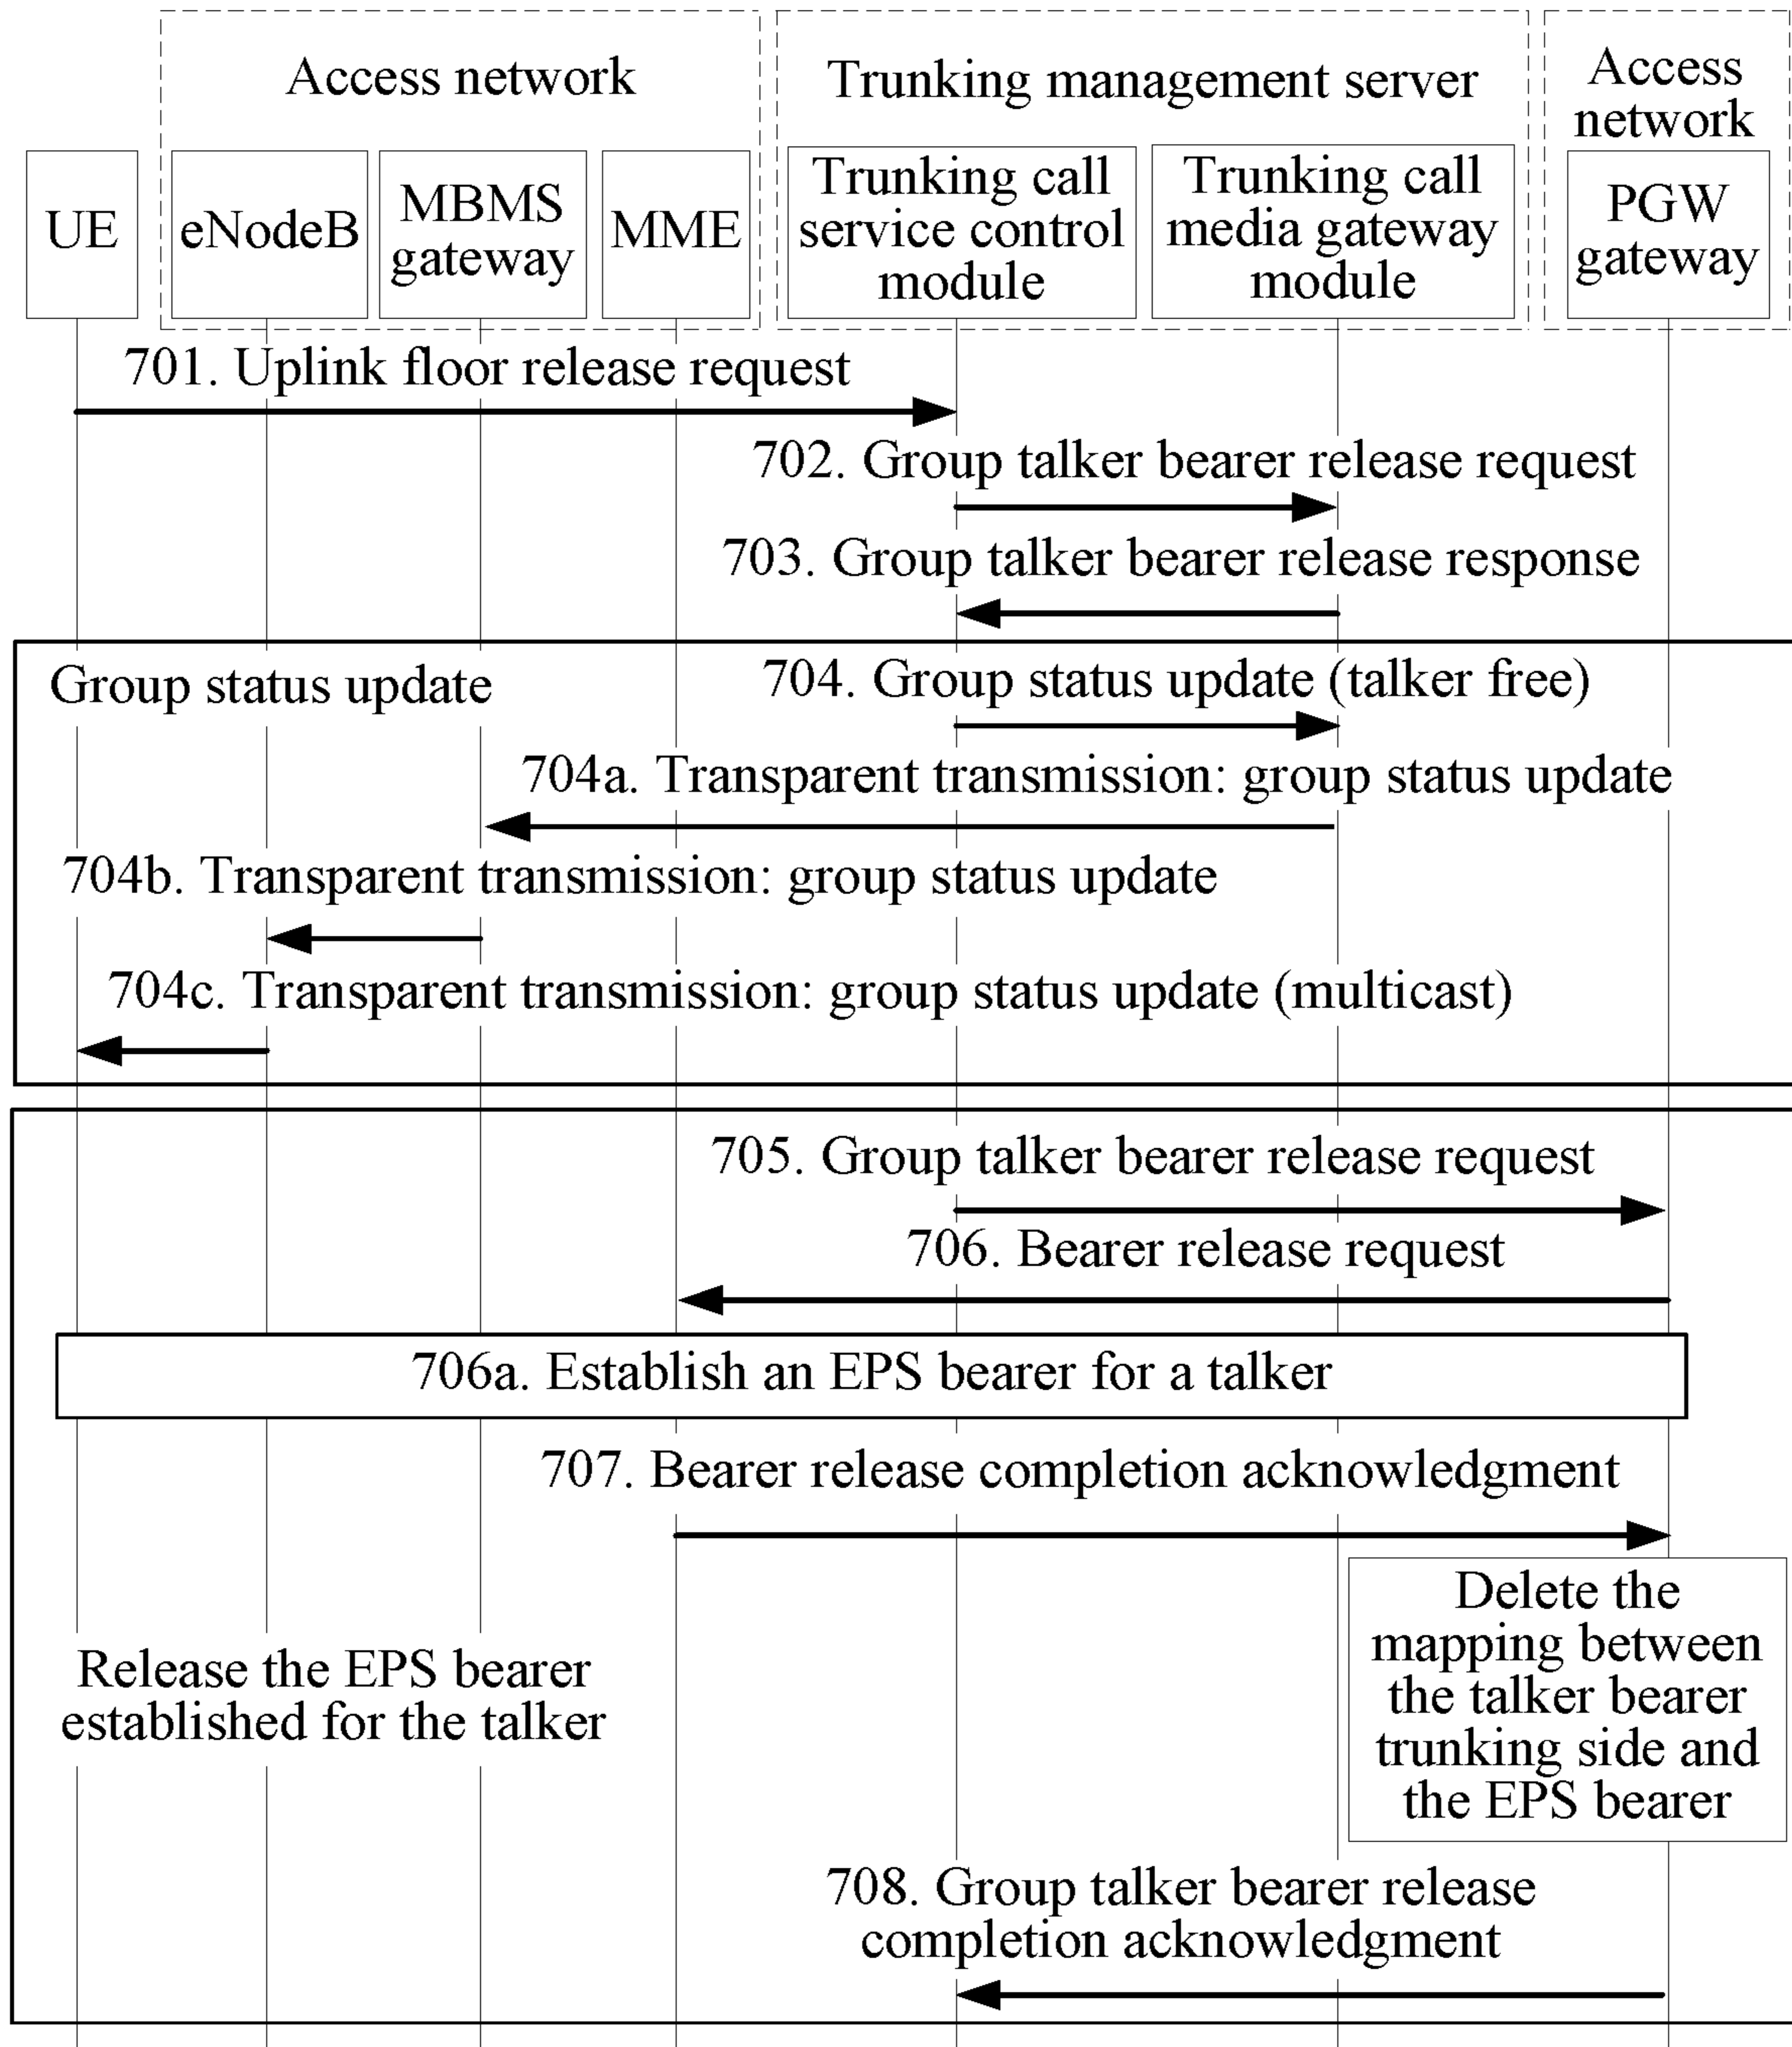 Access network
Trunking management server
Access
network
UE
eNodeB
MBMS
gateway
MME
Trunking call
service control
module
Trunking call
media gateway
module
PGW
gateway
701. Uplink floor release request
702. Group talker bearer release request
703. Group talker bearer release response
Group status update
704. Group status update (talker free)
704a. Transparent transmission: group status update
704b. Transparent transmission: group status update
704c. Transparent transmission: group status update (multicast)
705. Group talker bearer release request
706. Bearer release request
706a. Establish an EPS bearer for a talker
707. Bearer release completion acknowledgment
Release the EPS bearer
established for the talker
Delete the
mapping between
the talker bearer
trunking side and
the EPS bearer
708. Group talker bearer release
completion acknowledgment